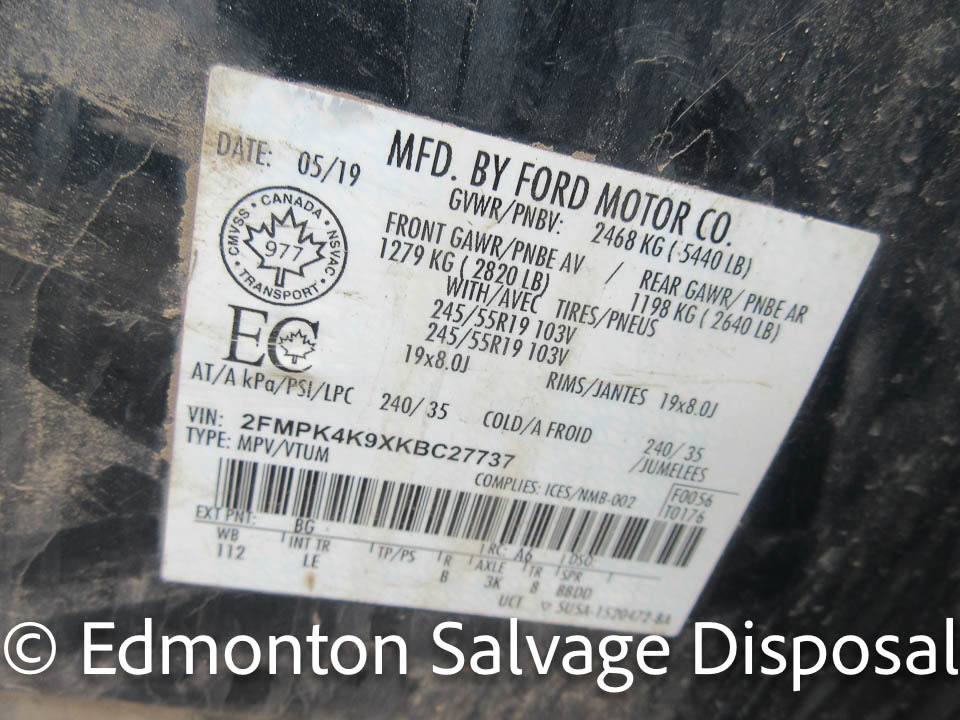 MFD. BY FORD MOTOR CO.
DATE: 05/19
GVWR/PNBV: 2468 KG ( 5440 LB)
FRONT GAWR/PNBE AV / REAR GAWR/ PNBE AR
1279 KG ( 2820 LB) 1198 KG ( 2640 LB)
WITH/AVEC TIRES/PNEUS
245/55R19 103V
245/55R19 103V
19x8.0J RIMS/JANTES 19x8.0J
AT/A kPa/PSI/LPC 240/ 35 COLD/A FROID 240/ 35
CANADA
CMVSS NSVAC
977
TRANSPORT
EC
VIN: 2FMPK4K9XKBC27737
/JUMELEES
TYPE: MPV/VTUM
COMPLIES: ICES/NMB-002
F0056
T0176
EXT PNT: BG RC: A6 DSO:
WB INT TR TP/PS R AXLE TR SPR
112 LE B 3K 8 BBDD
UCT ▽ SUSA-1520472-BA
© Edmonton Salvage Disposal